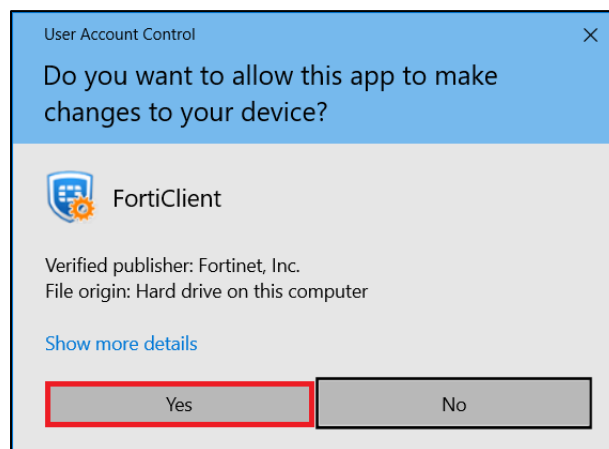 User Account Control
Do you want to allow this app to make
changes to your device?
FortiClient
Verified publisher: Fortinet, Inc.
File origin: Hard drive on this computer
Show more details
Yes
No